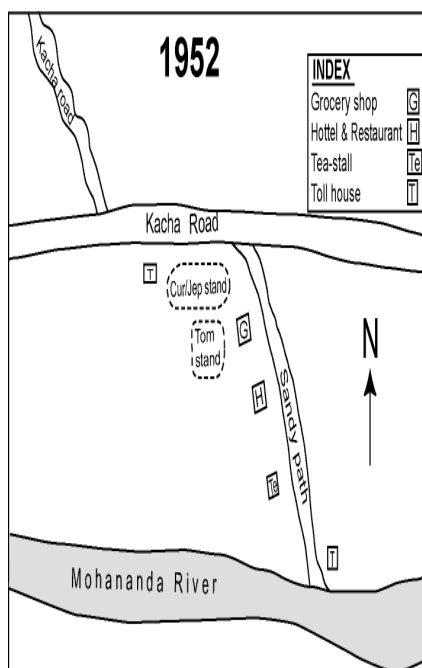 1952
Kacha road
INDEX
Grocery shop G
Hottel & Restaurant H
Tea-stall Te
Toll house T
Kacha Road
T
Cur/Jep stand
Tom
stand
G
N
H
Sandy path
Te
T
Mohananda River